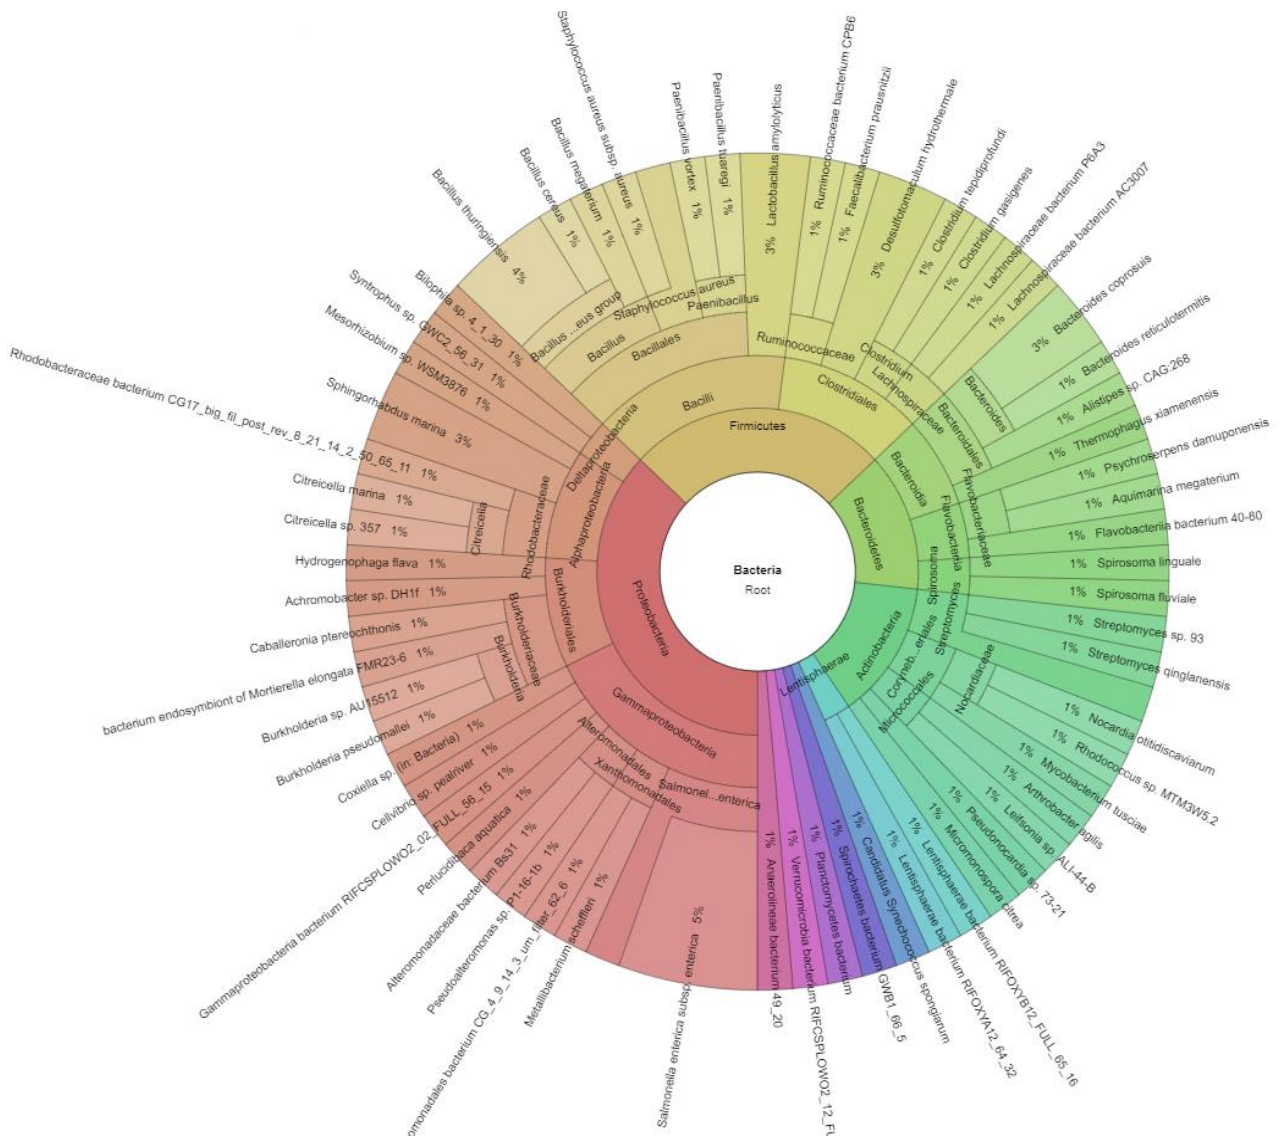 Bacteria
Root
Firmicutes
Bacilli
Clostridiales
Bacillales
Bacillus
Bacillus ...eus group
Bacillus thuringiensis 4%
Bacillus cereus 1%
Bacillus megaterium 1%
Staphylococcus aureus
Staphylococcus aureus subsp. aureus 1%
Paenibacillus
Paenibacillus vortex 1%
Paenibacillus tuaregi 1%
3% Lactobacillus amylolyticus
Ruminococcaceae
1% Ruminococcaceae bacterium CPB6
1% Faecalibacterium prausnitzii
3% Desulfotomaculum hydrothermale
Clostridium
1% Clostridium tepidiprofundi
1% Clostridium gasigenes
Lachnospiraceae
1% Lachnospiraceae bacterium P6A3
1% Lachnospiraceae bacterium AC3007
Bacteroidetes
Bacteroidia
Bacteroidales
Bacteroides
3% Bacteroides coprosuis
1% Bacteroides reticulotermitis
1% Alistipes sp. CAG:268
1% Thermophagus xiamenensis
Flavobacteriia
Flavobacteriaceae
1% Psychroserpens damuponensis
1% Aquimarina megaterium
1% Flavobacteriia bacterium 40-80
Spirosoma
1% Spirosoma linguale
1% Spirosoma fluviale
Actinobacteria
Streptomyces
1% Streptomyces sp. 93
1% Streptomyces qinglanensis
Coryneb...eriales
Nocardiaceae
1% Nocardia otitidiscaviarum
1% Rhodococcus sp. MTM3W5.2
1% Mycobacterium tusciae
Micrococcales
1% Arthrobacter agilis
1% Leifsonia sp. ALI-44-B
1% Pseudonocardia sp. 73-21
1% Micromonospora citrea
Lentisphaerae
1% Lentisphaerae bacterium RIFOXYB12_FULL_65_16
1% Lentisphaerae bacterium RIFOXYA12_64_32
1% Candidatus Synechococcus spongiarum
1% Spirochaetes bacterium GWB1_66_5
1% Planctomycetes bacterium
1% Verrucomicrobia bacterium RIFCSPLOWO2_12_FU
1% Anaerolineae bacterium 49_20
Proteobacteria
Gammaproteobacteria
Salmonel...enterica
Salmonella enterica subsp. enterica 5%
Xanthomonadales
Metallibacterium scheffleri 1%
omonadales bacterium CG_4_9_14_3_um_filter_62_6 1%
Alteromonadales
Pseudoalteromonas sp. P1-16-1b 1%
Alteromonadaceae bacterium Bs31 1%
Perlucidibaca aquatica 1%
Gammaproteobacteria bacterium RIFCSPLOWO2_02_FULL_56_15 1%
Cellvibrio sp. pealriver 1%
Coxiella sp. (in: Bacteria) 1%
Burkholderiales
Burkholderiaceae
Burkholderia
Burkholderia pseudomallei 1%
Burkholderia sp. AU15512 1%
bacterium endosymbiont of Mortierella elongata FMR23-6 1%
Caballeronia ptereochthonis 1%
Achromobacter sp. DH1f 1%
Hydrogenophaga flava 1%
Alphaproteobacteria
Rhodobacteraceae
Citreicella
Citreicella sp. 357 1%
Citreicella marina 1%
Rhodobacteraceae bacterium CG17_big_fil_post_rev_8_21_14_2_50_65_11 1%
Sphingorhabdus marina 3%
Mesorhizobium sp. WSM3876 1%
Deltaproteobacteria
Syntrophus sp. GWC2_56_31 1%
Bilophila sp. 4_1_30 1%